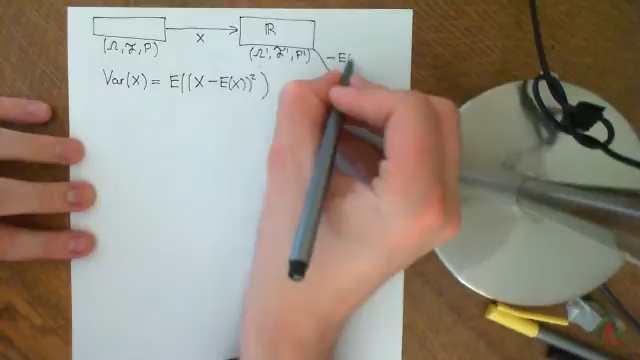 X
ℝ
(Ω, 𝓕, P)
(Ω', 𝓕', P')
-E(
Var(X) = E((X - E(X))²)